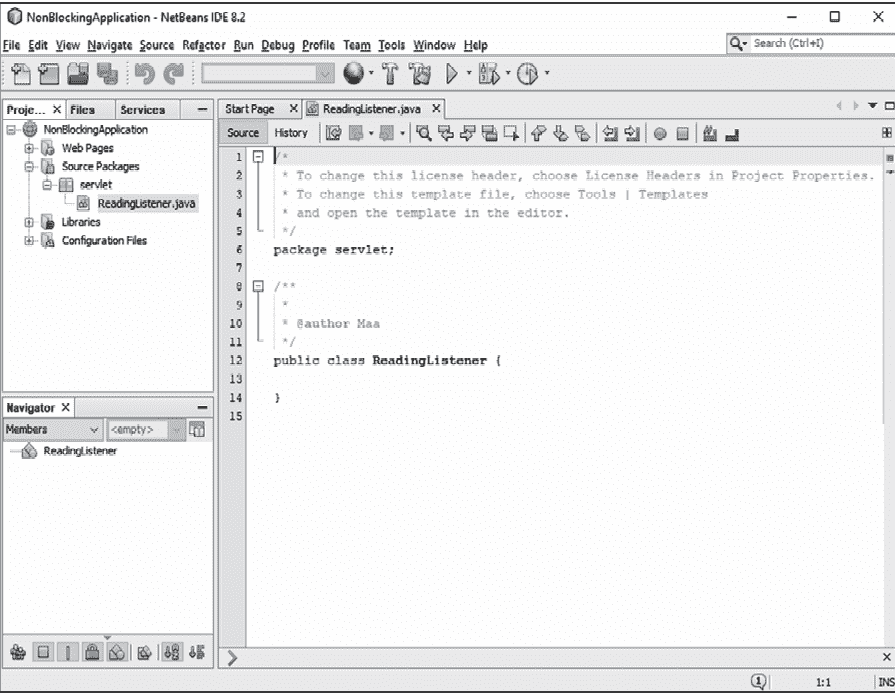 NonBlockingApplication - NetBeans IDE 8.2
File Edit View Navigate Source Refactor Run Debug Profile Team Tools Window Help
Search (Ctrl+I)
Proje... Files Services
NonBlockingApplication
Web Pages
Source Packages
servlet
ReadingListener.java
Libraries
Configuration Files
Navigator
Members
<empty>
ReadingListener
Start Page ReadingListener.java
Source History
1 /*
2 * To change this license header, choose License Headers in Project Properties.
3 * To change this template file, choose Tools | Templates
4 * and open the template in the editor.
5 */
6 package servlet;
7
8 /**
9 *
10 * @author Maa
11 */
12 public class ReadingListener {
13
14 }
15
1 1:1 INS